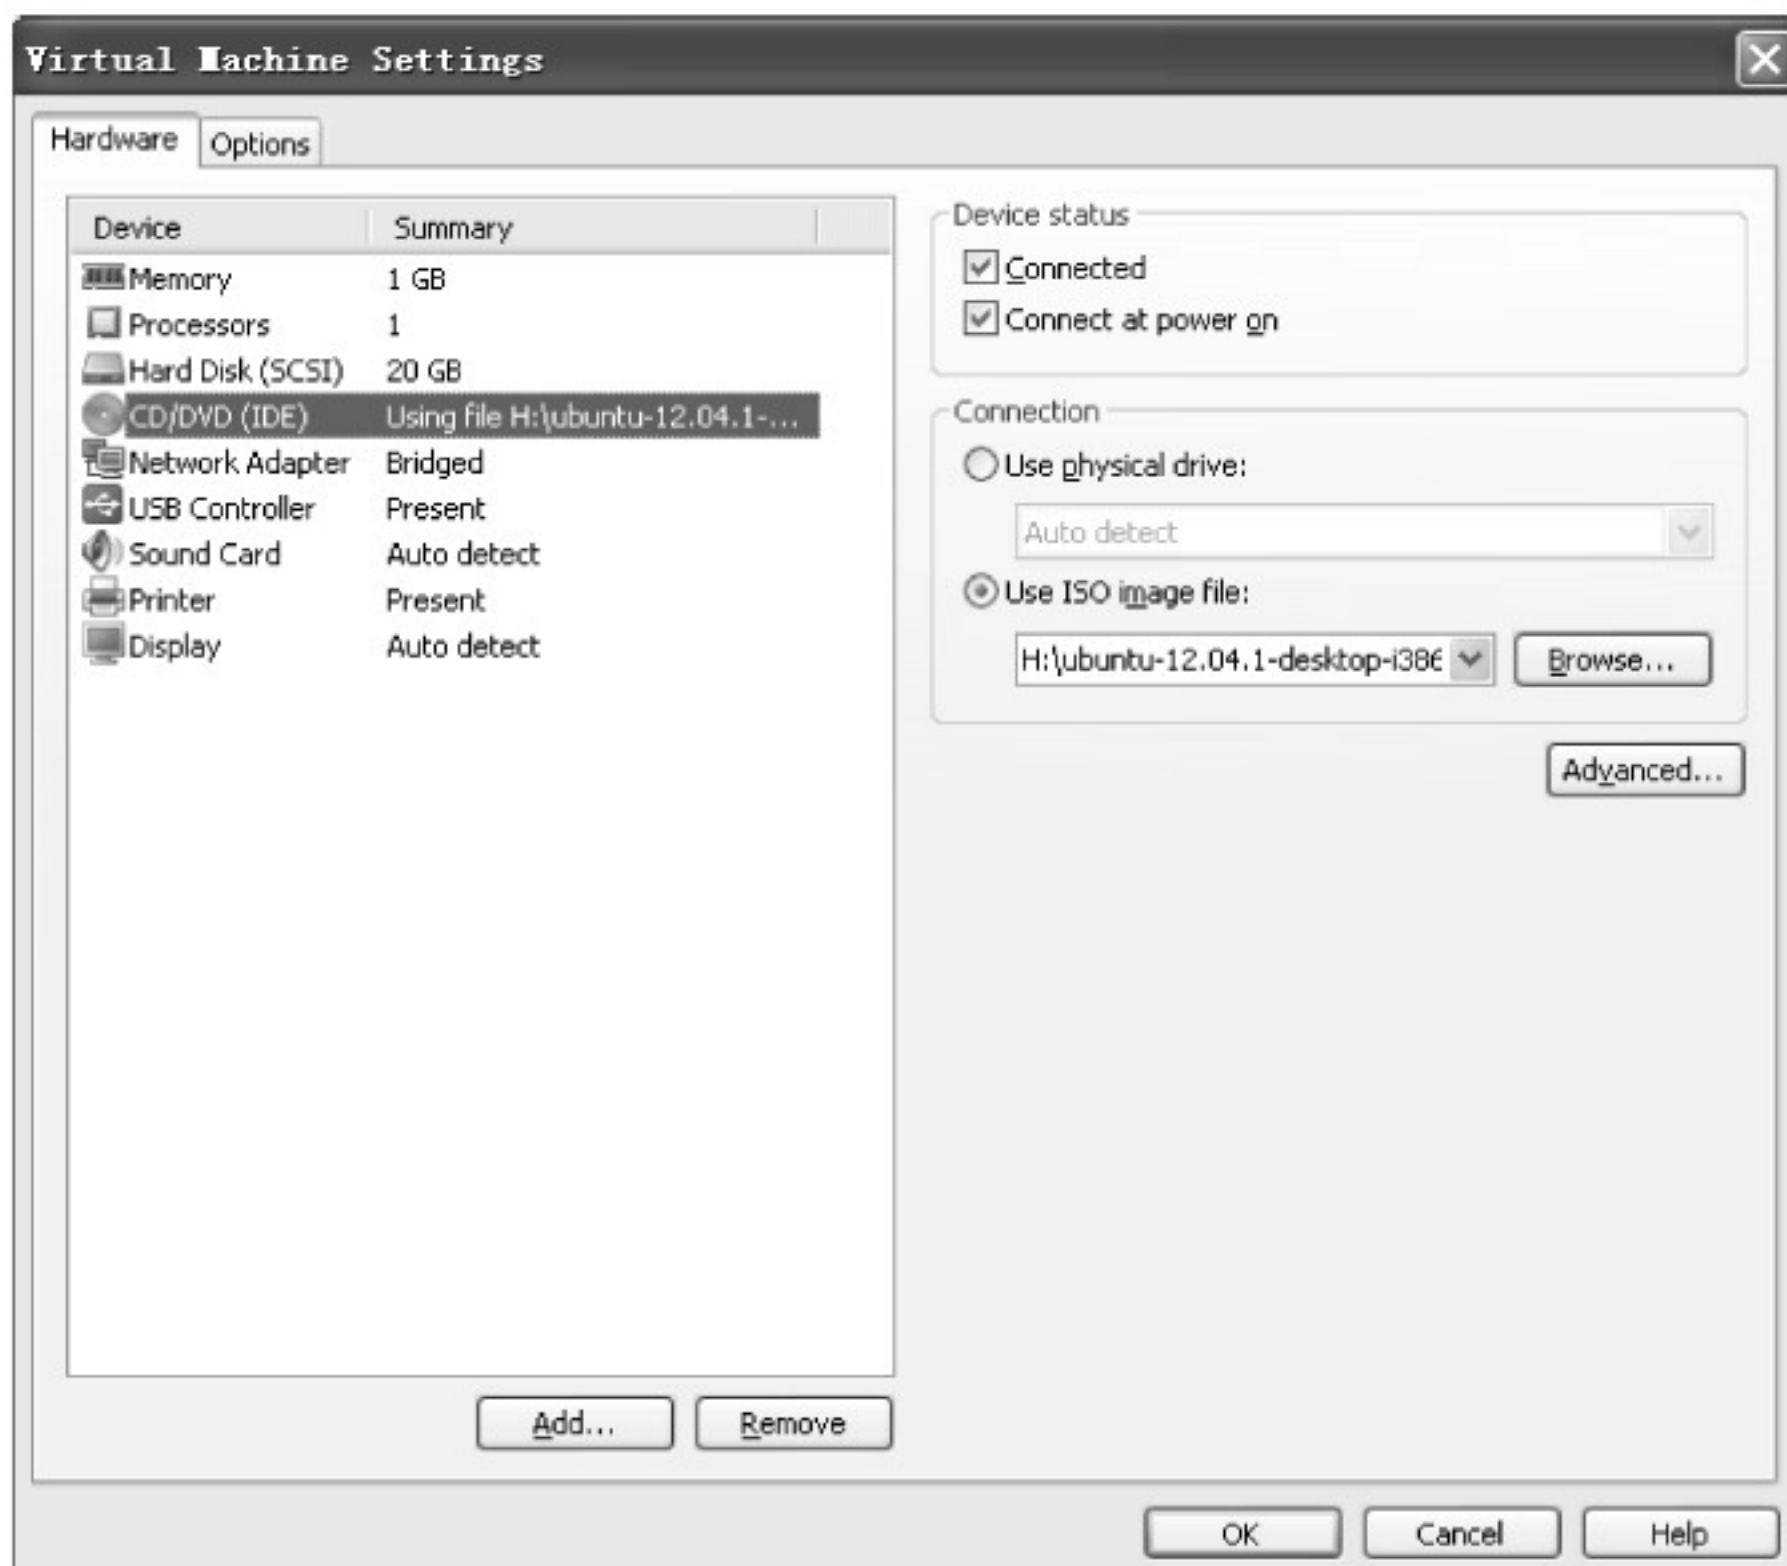 Virtual Machine Settings
Hardware
Options
Device Summary
Memory 1 GB
Processors 1
Hard Disk (SCSI) 20 GB
CD/DVD (IDE) Using file H:\ubuntu-12.04.1-...
Network Adapter Bridged
USB Controller Present
Sound Card Auto detect
Printer Present
Display Auto detect
Add...
Remove
Device status
Connected
Connect at power on
Connection
Use physical drive:
Auto detect
Use ISO image file:
H:\ubuntu-12.04.1-desktop-i386
Browse...
Advanced...
OK
Cancel
Help